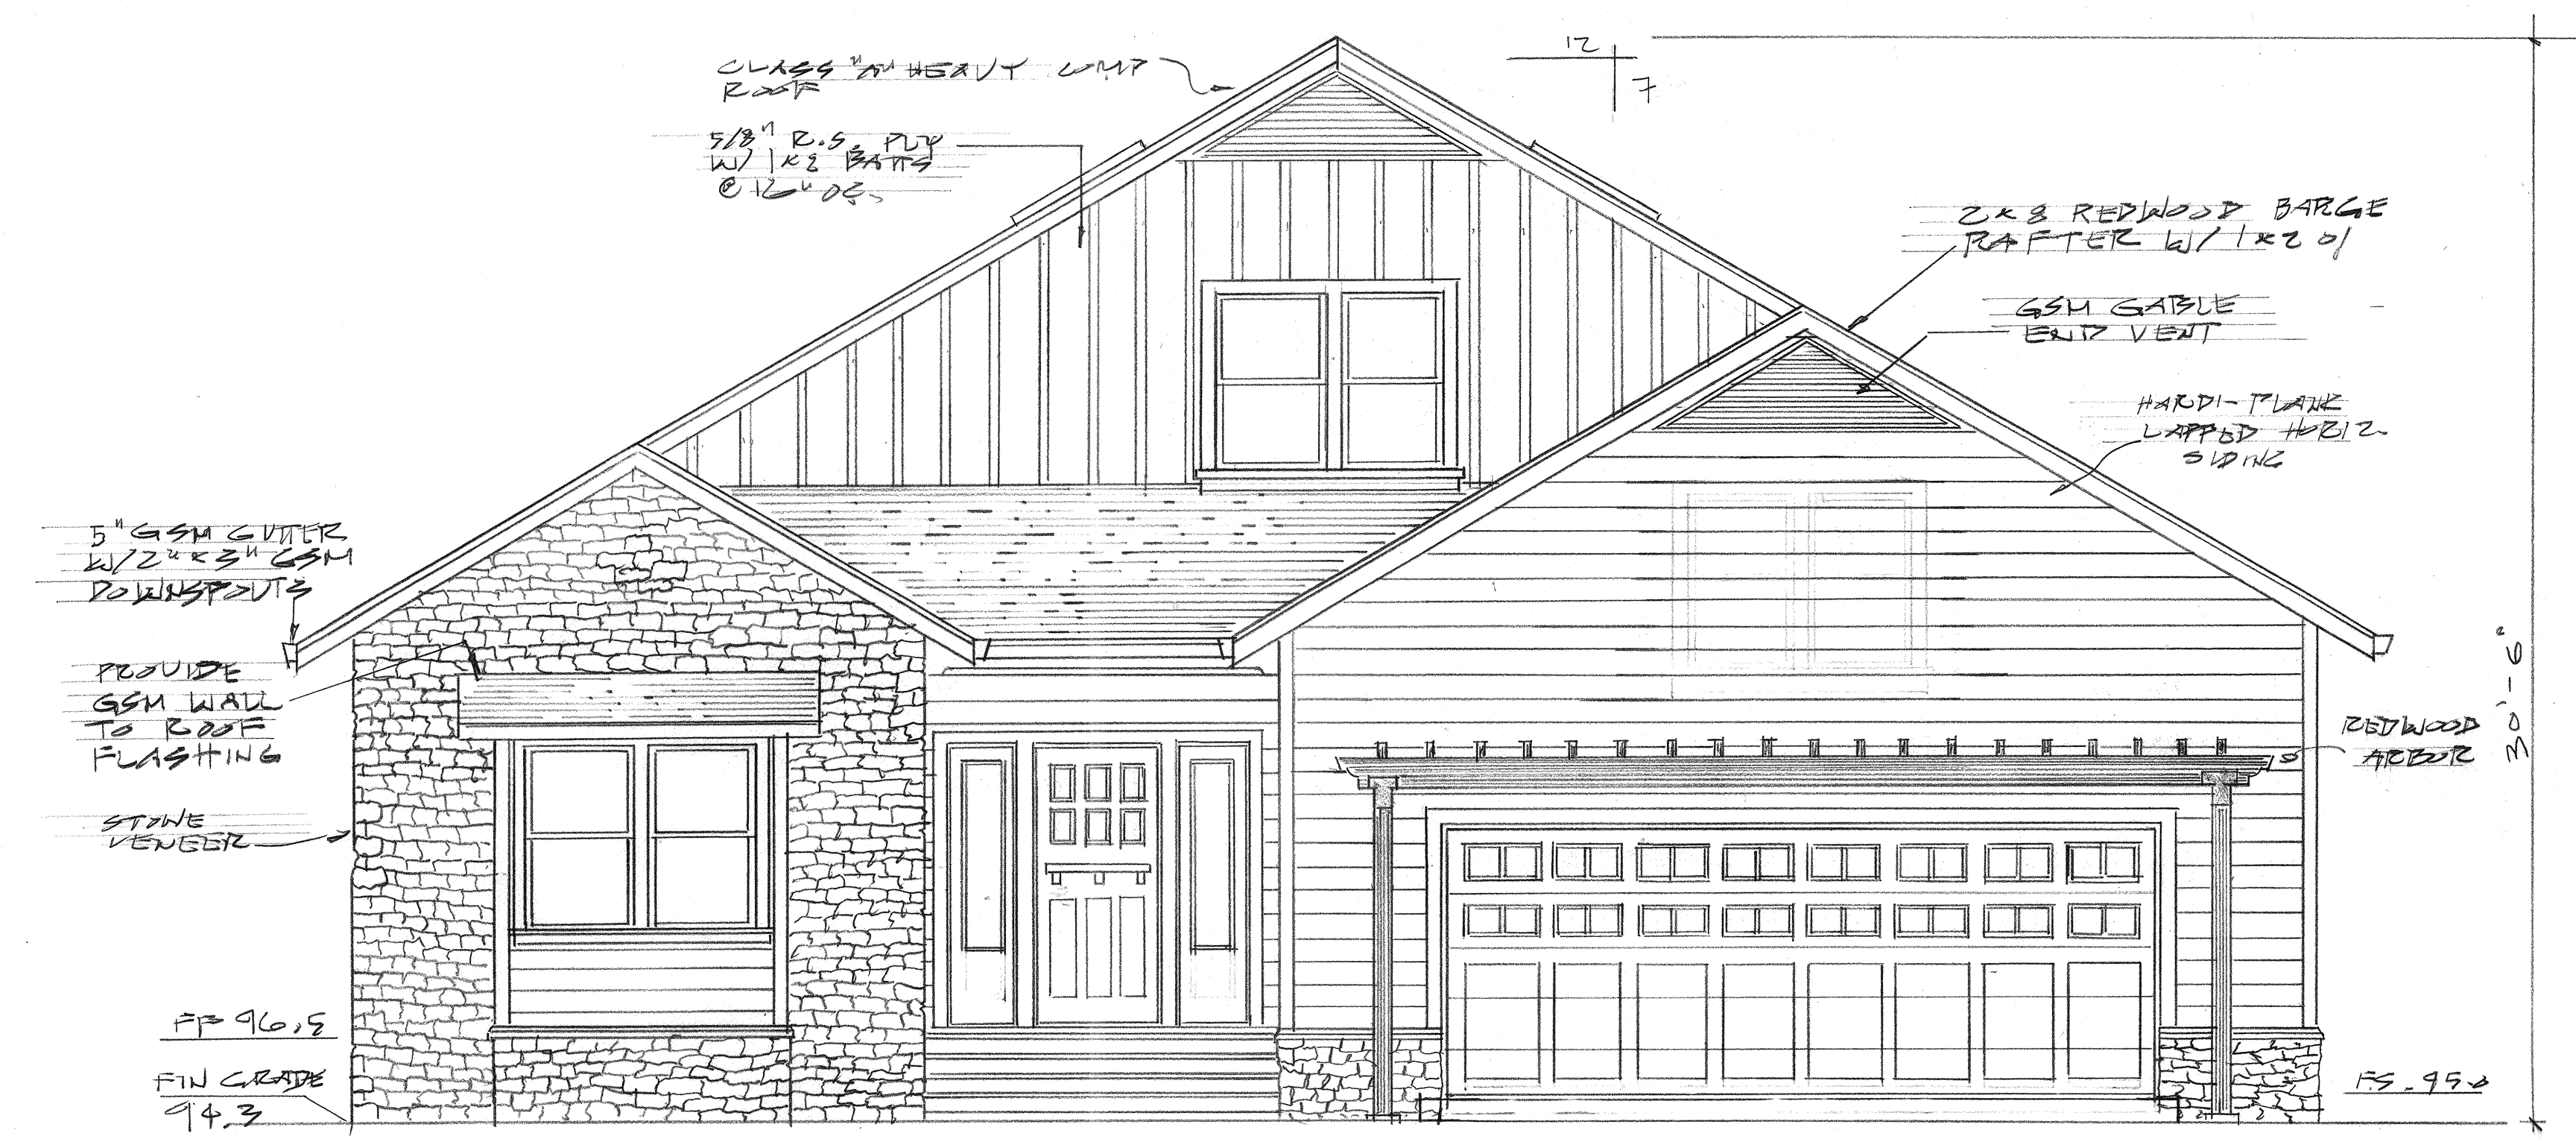 CLASS "A" HEAVY COMP
ROOF
12
7
5/8" R.S. PLY
W/ 1x2 BATTS
@ 12" OC.
2x8 REDWOOD BARGE
RAFTER W/ 1x2 o/
GSM GABLE
END VENT
HARDI-PLANK
LAPPED HORIZ.
SIDING
5" GSM GUTTER
W/2"x3" GSM
DOWNSPOUTS
PROVIDE
GSM WALL
TO ROOF
FLASHING
30'-6"
REDWOOD
ARBOR
STONE
VENEER
FF 96.5
FIN GRADE
94.3
FS. 95.0